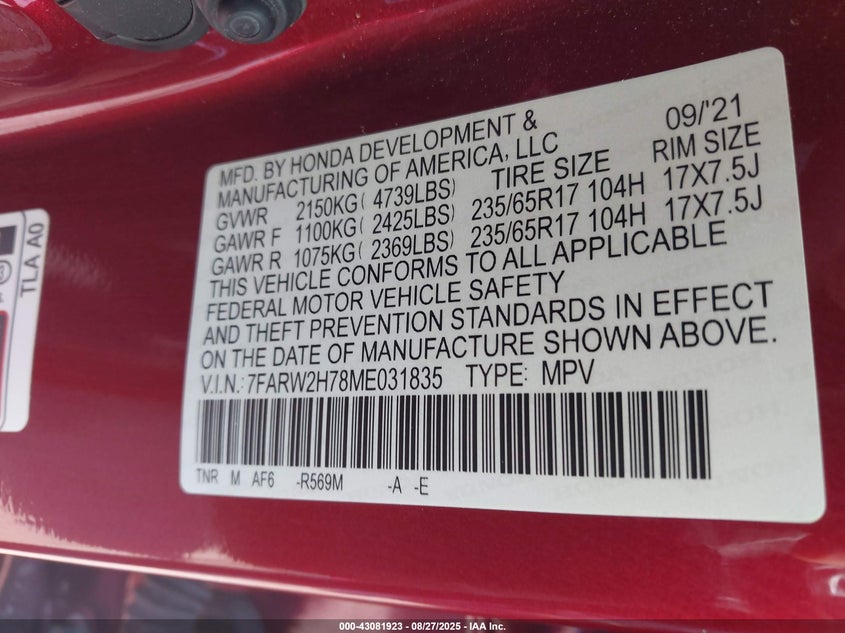 MFD. BY HONDA DEVELOPMENT &
MANUFACTURING OF AMERICA, LLC
09/'21
GVWR 2150KG( 4739LBS) TIRE SIZE RIM SIZE
GAWR F 1100KG( 2425LBS) 235/65R17 104H 17X7.5J
GAWR R 1075KG( 2369LBS) 235/65R17 104H 17X7.5J
THIS VEHICLE CONFORMS TO ALL APPLICABLE
FEDERAL MOTOR VEHICLE SAFETY
AND THEFT PREVENTION STANDARDS IN EFFECT
ON THE DATE OF MANUFACTURE SHOWN ABOVE.
V.I.N.: 7FARW2H78ME031835 TYPE: MPV
TNR M AF6 -R569M -A -E
TLA A0
000-43081923 - 08/27/2025 - IAA Inc.